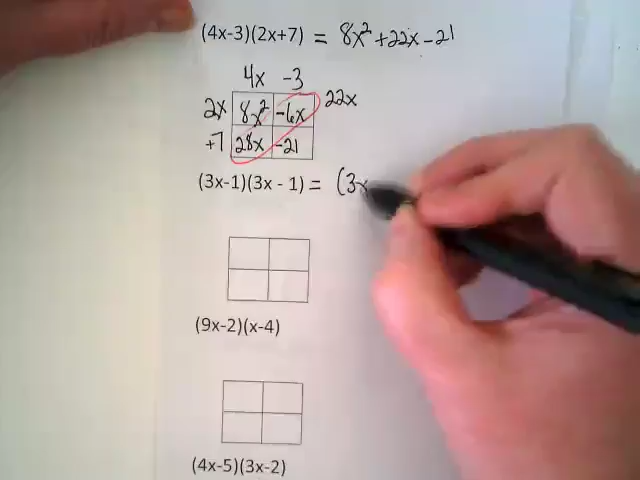 (4x-3)(2x+7) = 8x² +22x-21
4x -3
2x 8x² -6x 22x
+7 28x -21
(3x-1)(3x - 1) = (3x
(9x-2)(x-4)
(4x-5)(3x-2)